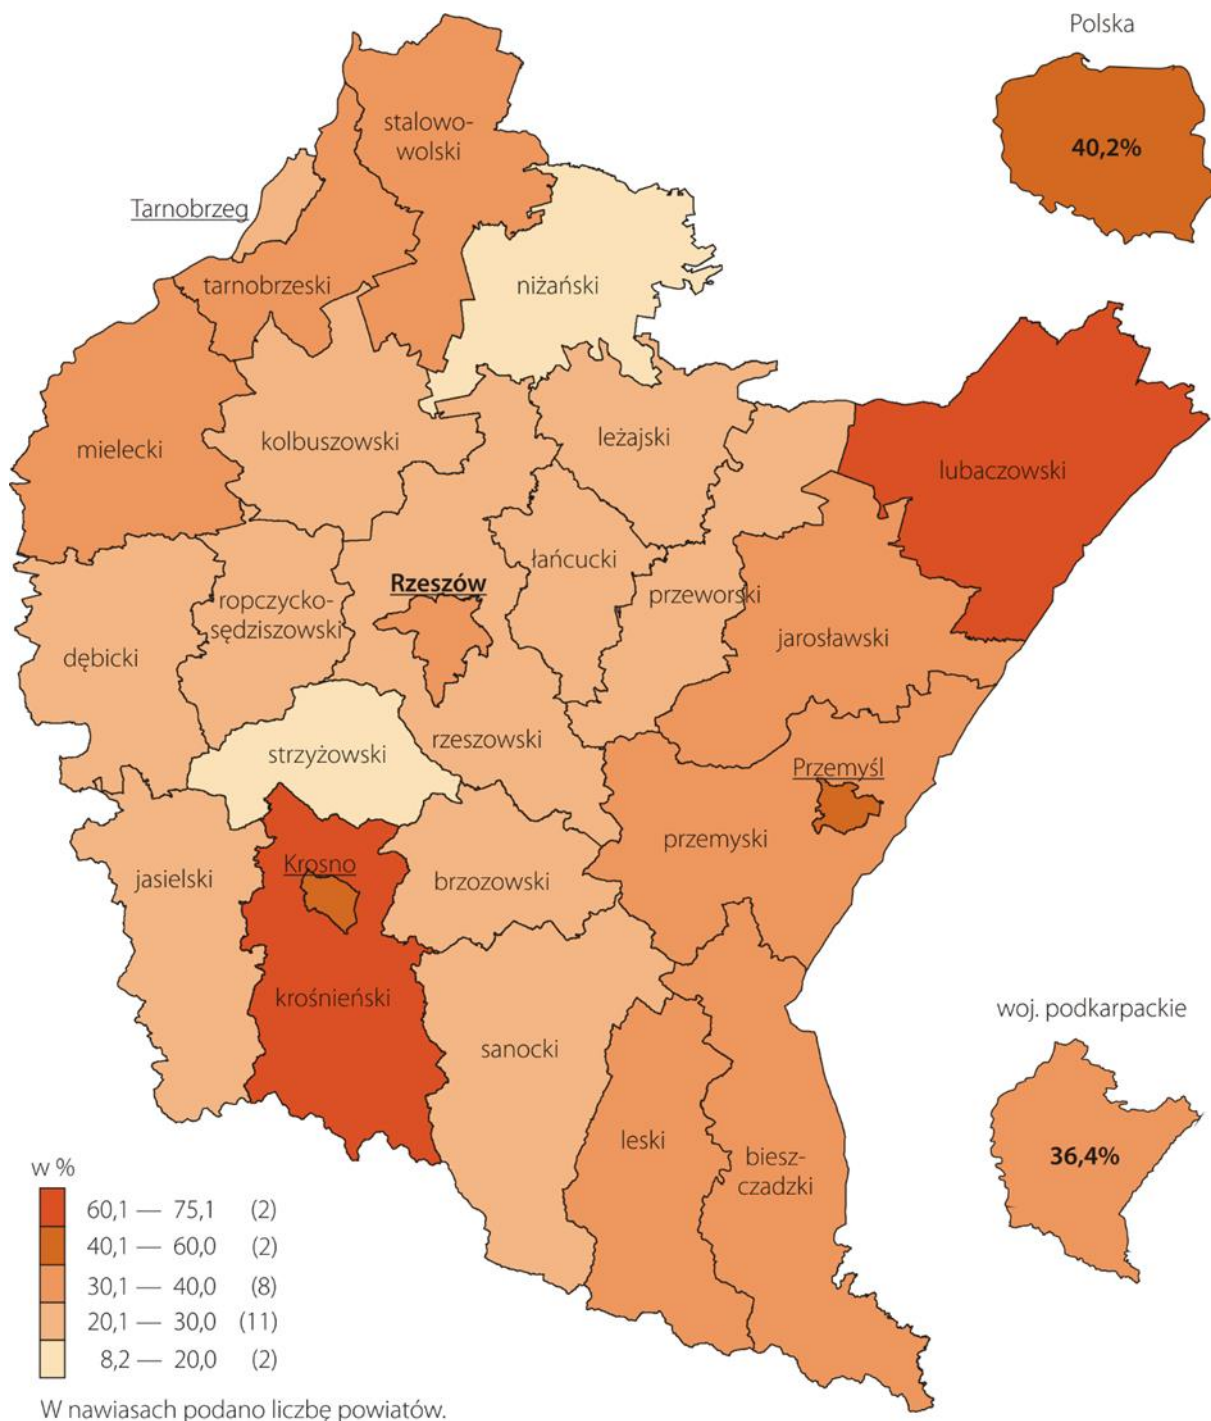 Polska
40,2%
stalowo-
wolski
Tarnobrzeg
tarnobrzeski
niżański
mielecki
kolbuszowski
leżajski
lubaczowski
Rzeszów
łańcucki
ropczycko-
sędziszowski
przeworski
jarosławski
dębicki
strzyżowski
rzeszowski
Przemyśl
przemyski
jasielski
Krosno
brzozowski
krośnieński
sanocki
leski
biesz-
czadzki
woj. podkarpackie
36,4%
w %
60,1 — 75,1 (2)
40,1 — 60,0 (2)
30,1 — 40,0 (8)
20,1 — 30,0 (11)
8,2 — 20,0 (2)
W nawiasach podano liczbę powiatów.